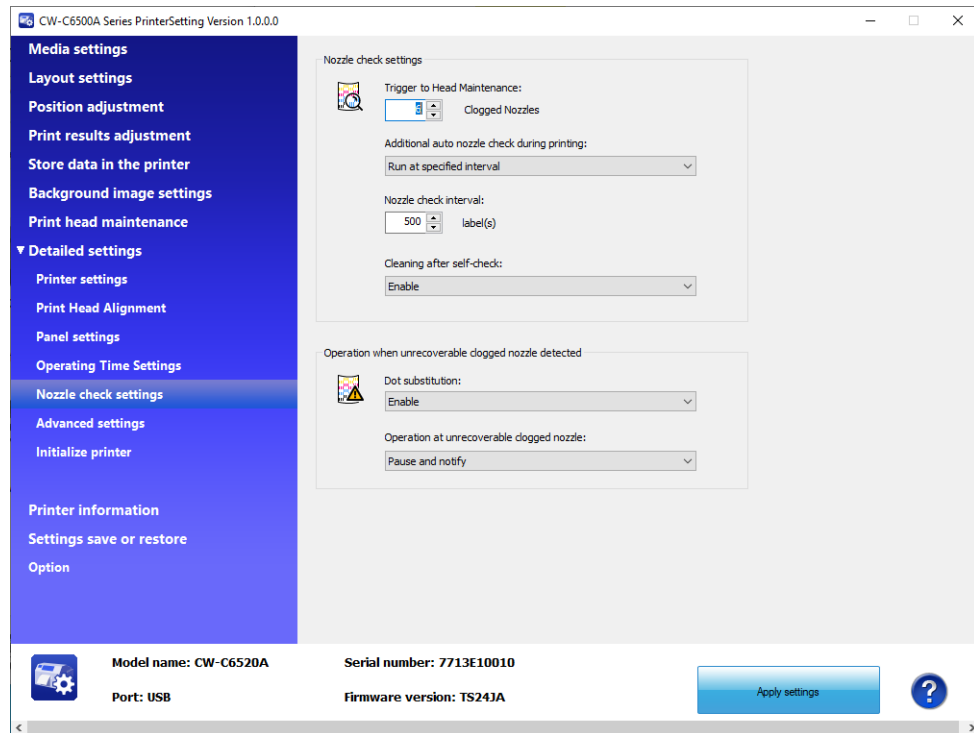 CW-C6500A Series PrinterSetting Version 1.0.0.0
Media settings
Layout settings
Position adjustment
Print results adjustment
Store data in the printer
Background image settings
Print head maintenance
Detailed settings
Printer settings
Print Head Alignment
Panel settings
Operating Time Settings
Nozzle check settings
Advanced settings
Initialize printer
Printer information
Settings save or restore
Option
Nozzle check settings
Trigger to Head Maintenance:
Clogged Nozzles
Additional auto nozzle check during printing:
Run at specified interval
Nozzle check interval:
500 label(s)
Cleaning after self-check:
Enable
Operation when unrecoverable clogged nozzle detected
Dot substitution:
Enable
Operation at unrecoverable clogged nozzle:
Pause and notify
Model name: CW-C6520A
Serial number: 7713E10010
Port: USB
Firmware version: TS24JA
Apply settings
?